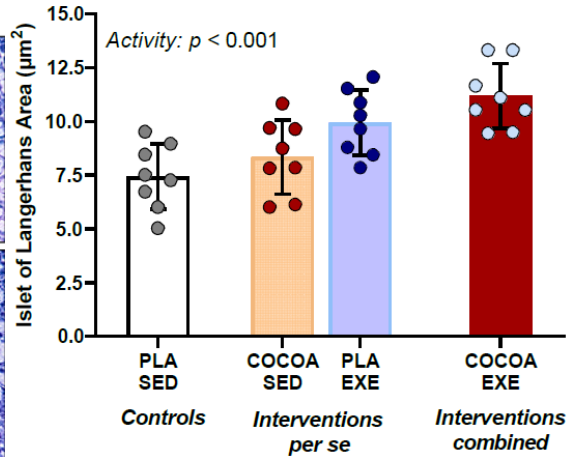 Islet of Langerhans Area (µm²)
15.0
12.5
10.0
7.5
5.0
2.5
0.0
Activity: p < 0.001
PLA
SED
COCOA
SED
PLA
EXE
COCOA
EXE
Controls
Interventions
per se
Interventions
combined